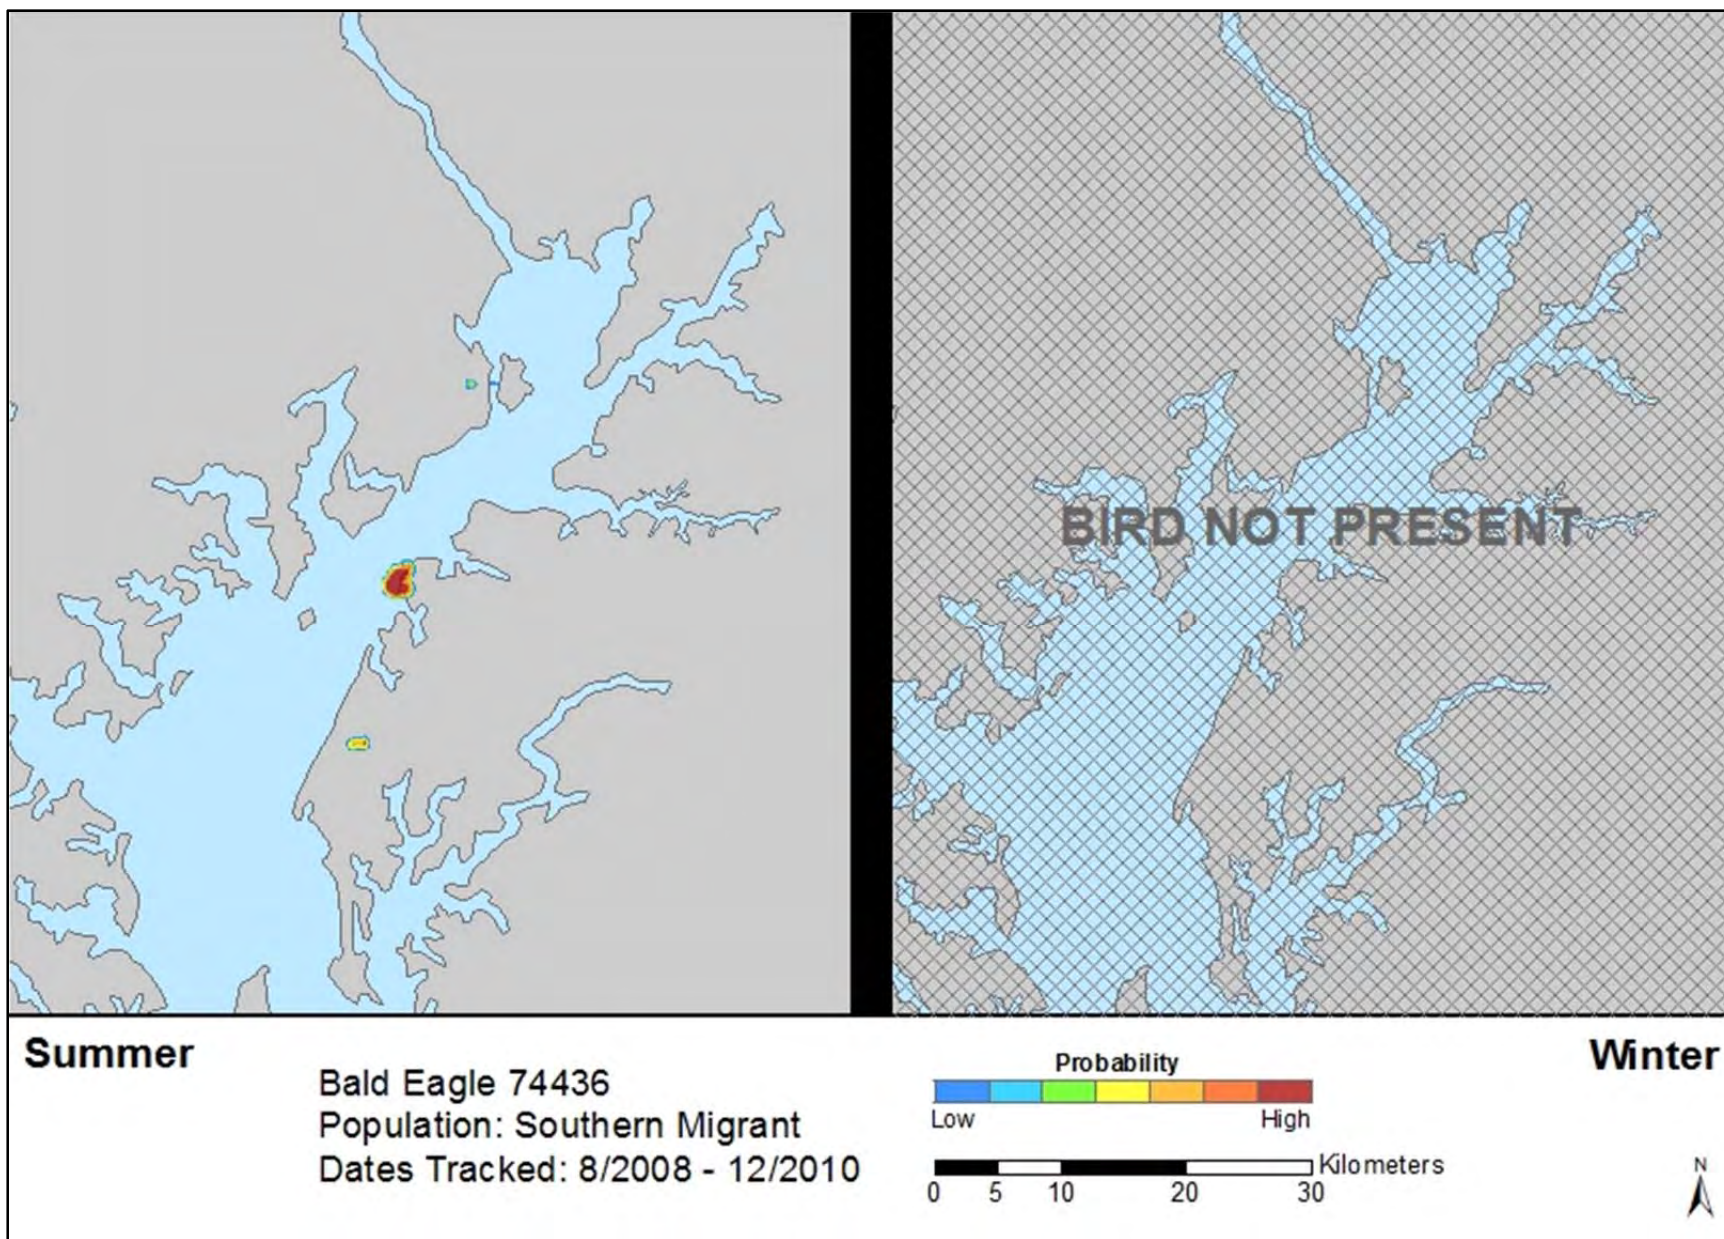 BIRD NOT PRESENT
Summer
Winter
Bald Eagle 74436
Population: Southern Migrant
Dates Tracked: 8/2008 - 12/2010
Probability
Low High
Kilometers
0 5 10 20 30
N